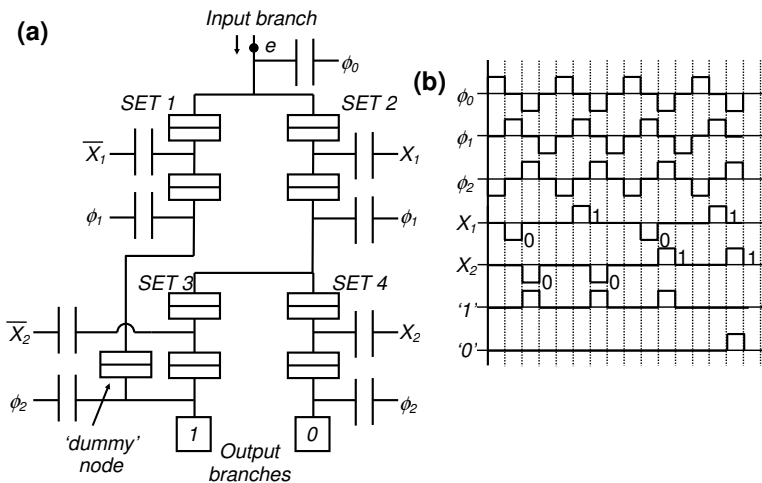 (a)
Input branch
e
ϕ0
SET 1
SET 2
X̅1
X1
ϕ1
ϕ1
SET 3
SET 4
X̅2
X2
ϕ2
ϕ2
'dummy'
node
1
0
Output
branches
(b)
ϕ0
ϕ1
ϕ2
X1
0
1
0
1
X2
0
0
1
1
'1'
'0'